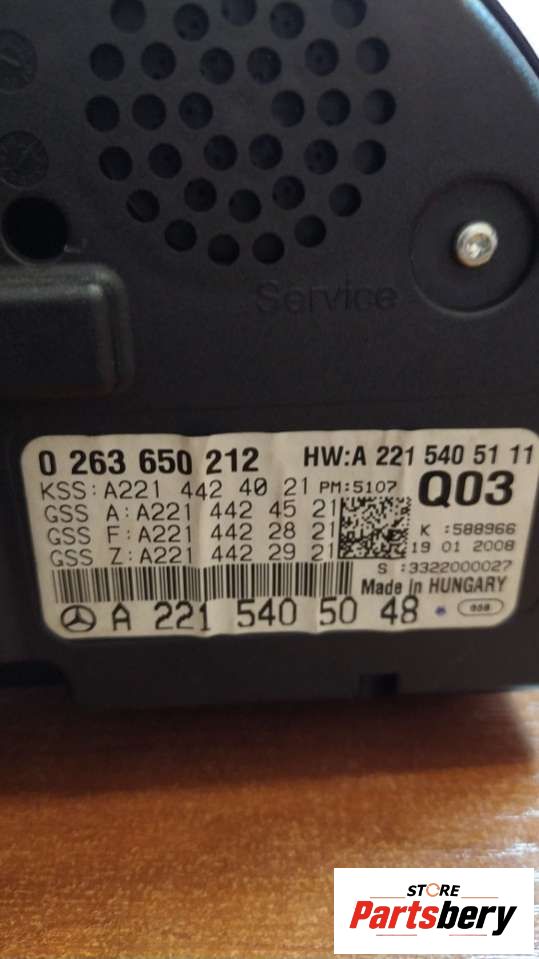 Service
0 263 650 212 HW:A 221 540 51 11
KSS:A221 442 40 21 PM:5107 Q03
GSS A:A221 442 45 21
GSS F:A221 442 28 21 K :588966
GSS Z:A221 442 29 21 19 01 2008
S :3322000027
Made in HUNGARY
A 221 540 50 48 958
STORE
Partsbery